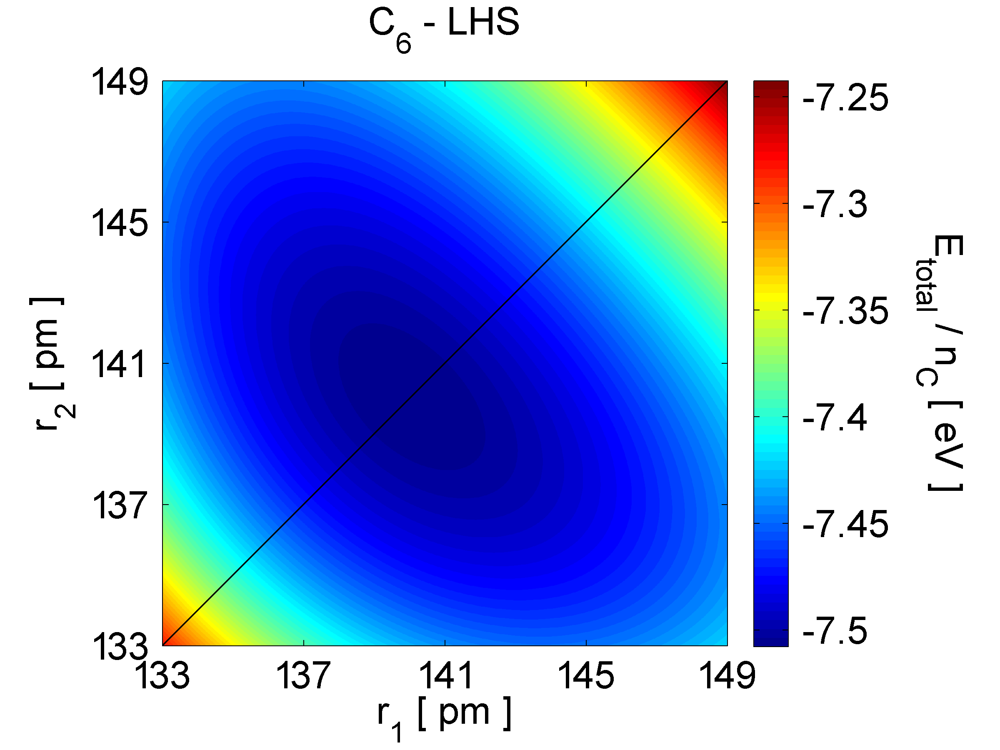 C6 - LHS
149
145
141
137
133
r2 [ pm ]
133 137 141 145 149
r1 [ pm ]
-7.25
-7.3
-7.35
-7.4
-7.45
-7.5
Etotal / nC [ eV ]